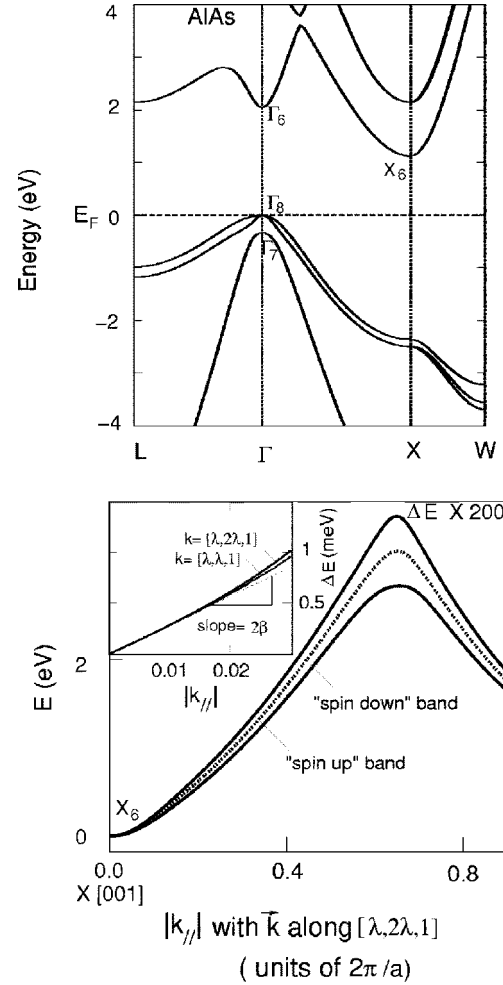 AlAs
4
2
0
−2
−4
E_F
Energy (eV)
Γ6
X6
Γ8
Γ7
L Γ X W
ΔE X 200
k= [λ,2λ,1]
k= [λ,λ,1]
slope= 2β
1
0.5
ΔE (meV)
0.01 0.02
|k//|
2
0
E (eV)
"spin down" band
"spin up" band
X6
0.0 0.4 0.8
X [001]
|k//| with k⃗ along [λ,2λ,1]
( units of 2π/a)